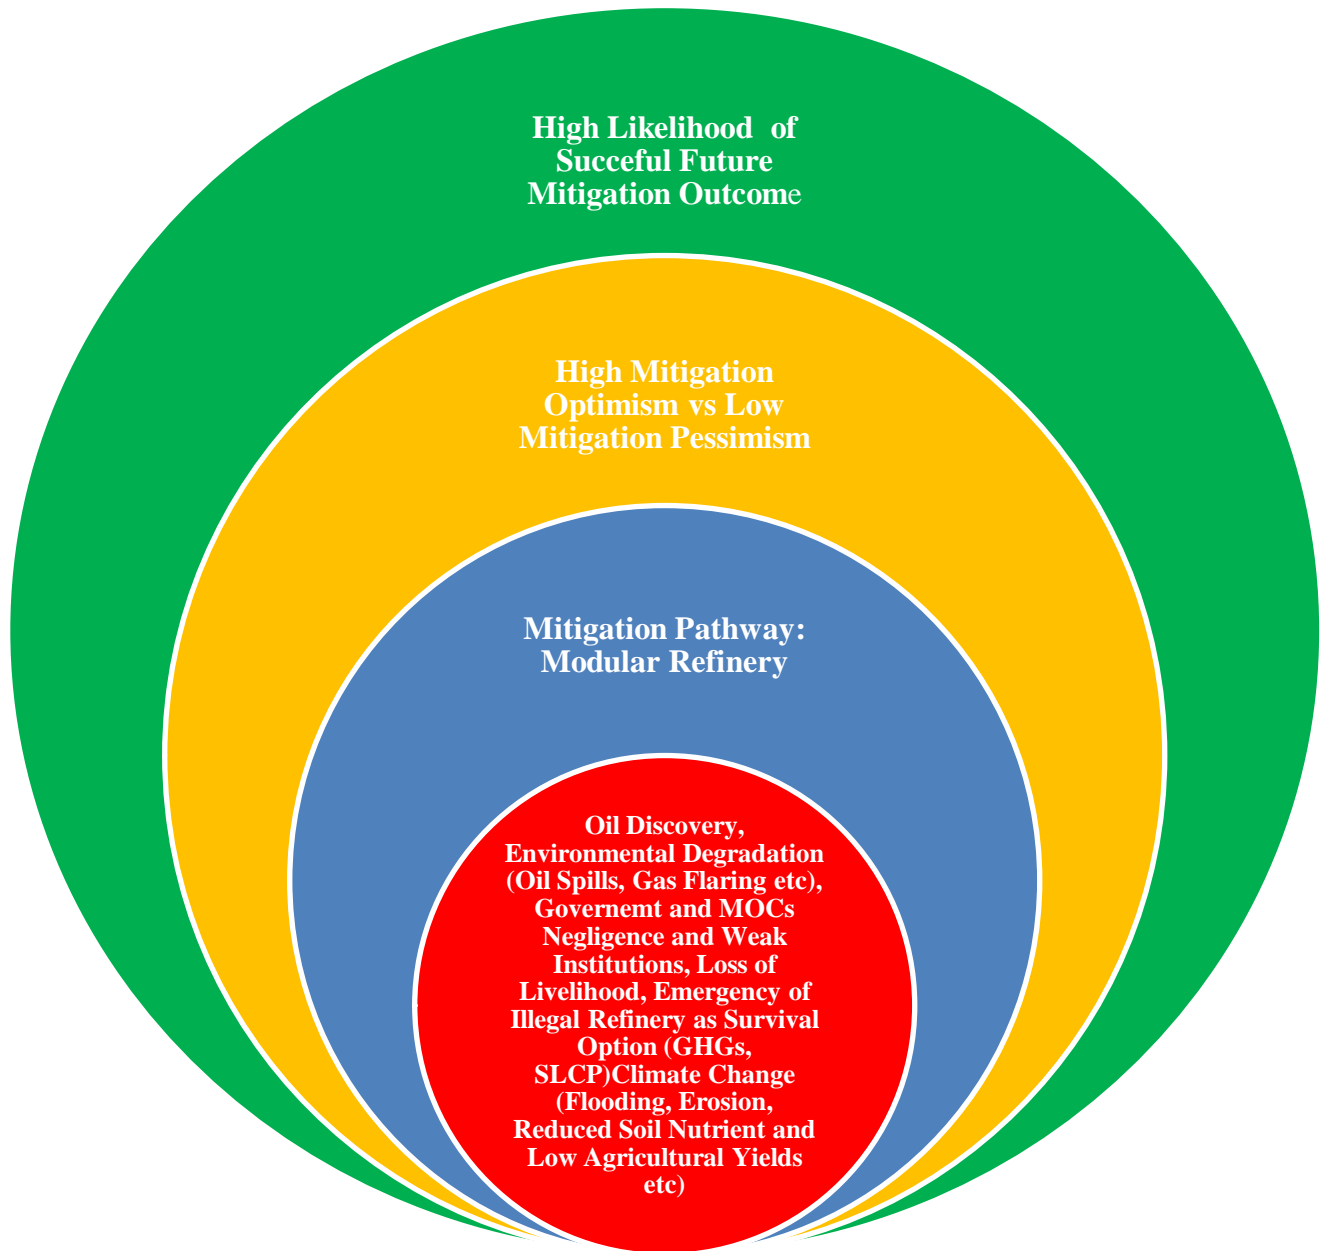 High Likelihood of
Succeful Future
Mitigation Outcome
High Mitigation
Optimism vs Low
Mitigation Pessimism
Mitigation Pathway:
Modular Refinery
Oil Discovery,
Environmental Degradation
(Oil Spills, Gas Flaring etc),
Governemt and MOCs
Negligence and Weak
Institutions, Loss of
Livelihood, Emergency of
Illegal Refinery as Survival
Option (GHGs,
SLCP)Climate Change
(Flooding, Erosion,
Reduced Soil Nutrient and
Low Agricultural Yields
etc)